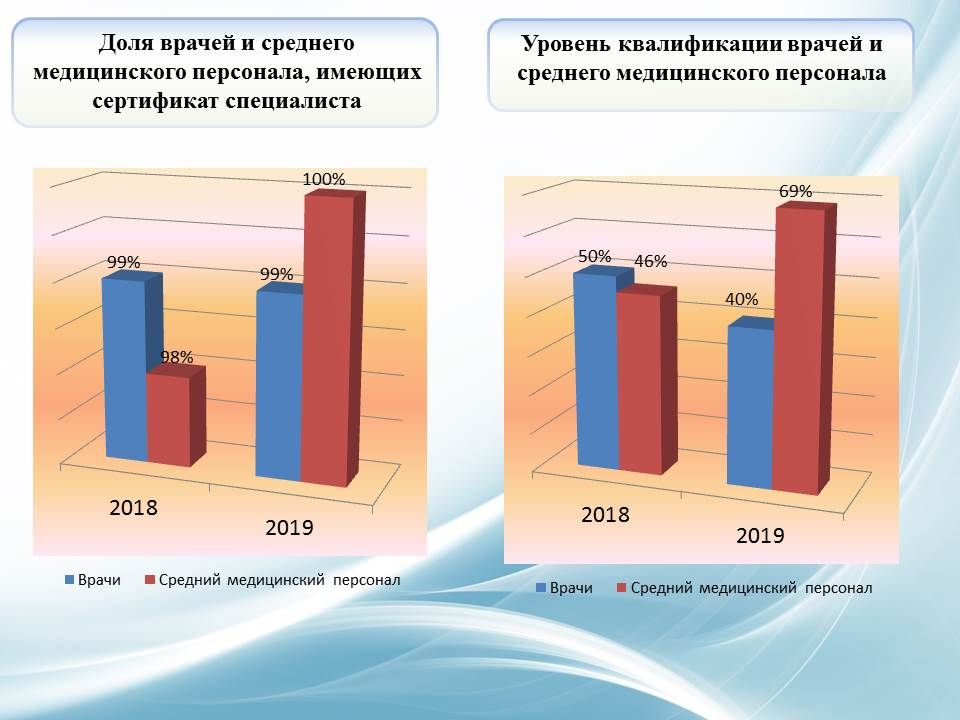 Доля врачей и среднего
медицинского персонала, имеющих
сертификат специалиста
99%
98%
99%
100%
2018
2019
Врачи Средний медицинский персонал
Уровень квалификации врачей и
среднего медицинского персонала
50%
46%
40%
69%
2018
2019
Врачи Средний медицинский персонал